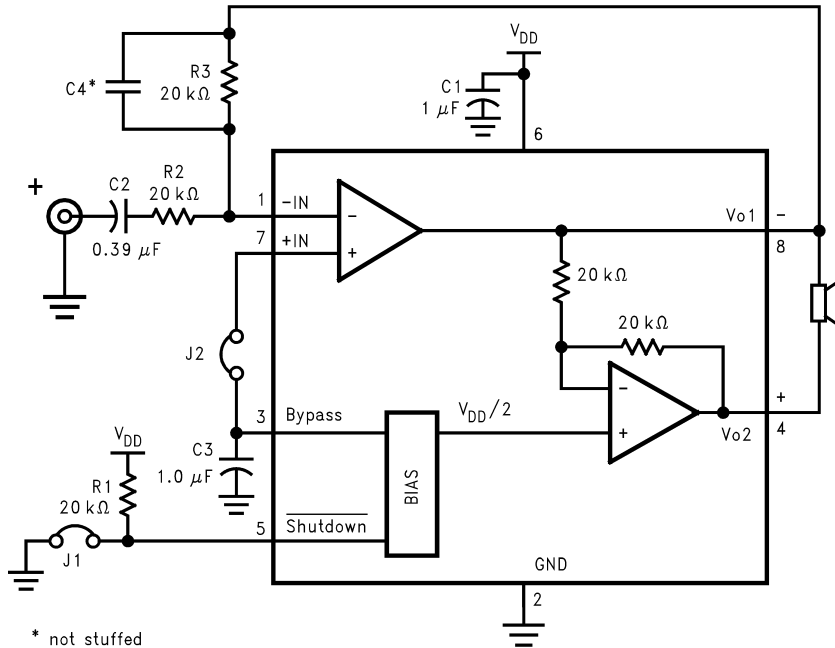 V_DD
C1
1 μF
6
C4*
R3
20 kΩ
+
C2
0.39 μF
R2
20 kΩ
1
-IN
7
+IN
-
+
Vo1
-
8
20 kΩ
20 kΩ
J2
3
Bypass
V_DD/2
-
+
+
Vo2
4
C3
1.0 μF
V_DD
R1
20 kΩ
BIAS
5
Shutdown
J1
GND
2
* not stuffed